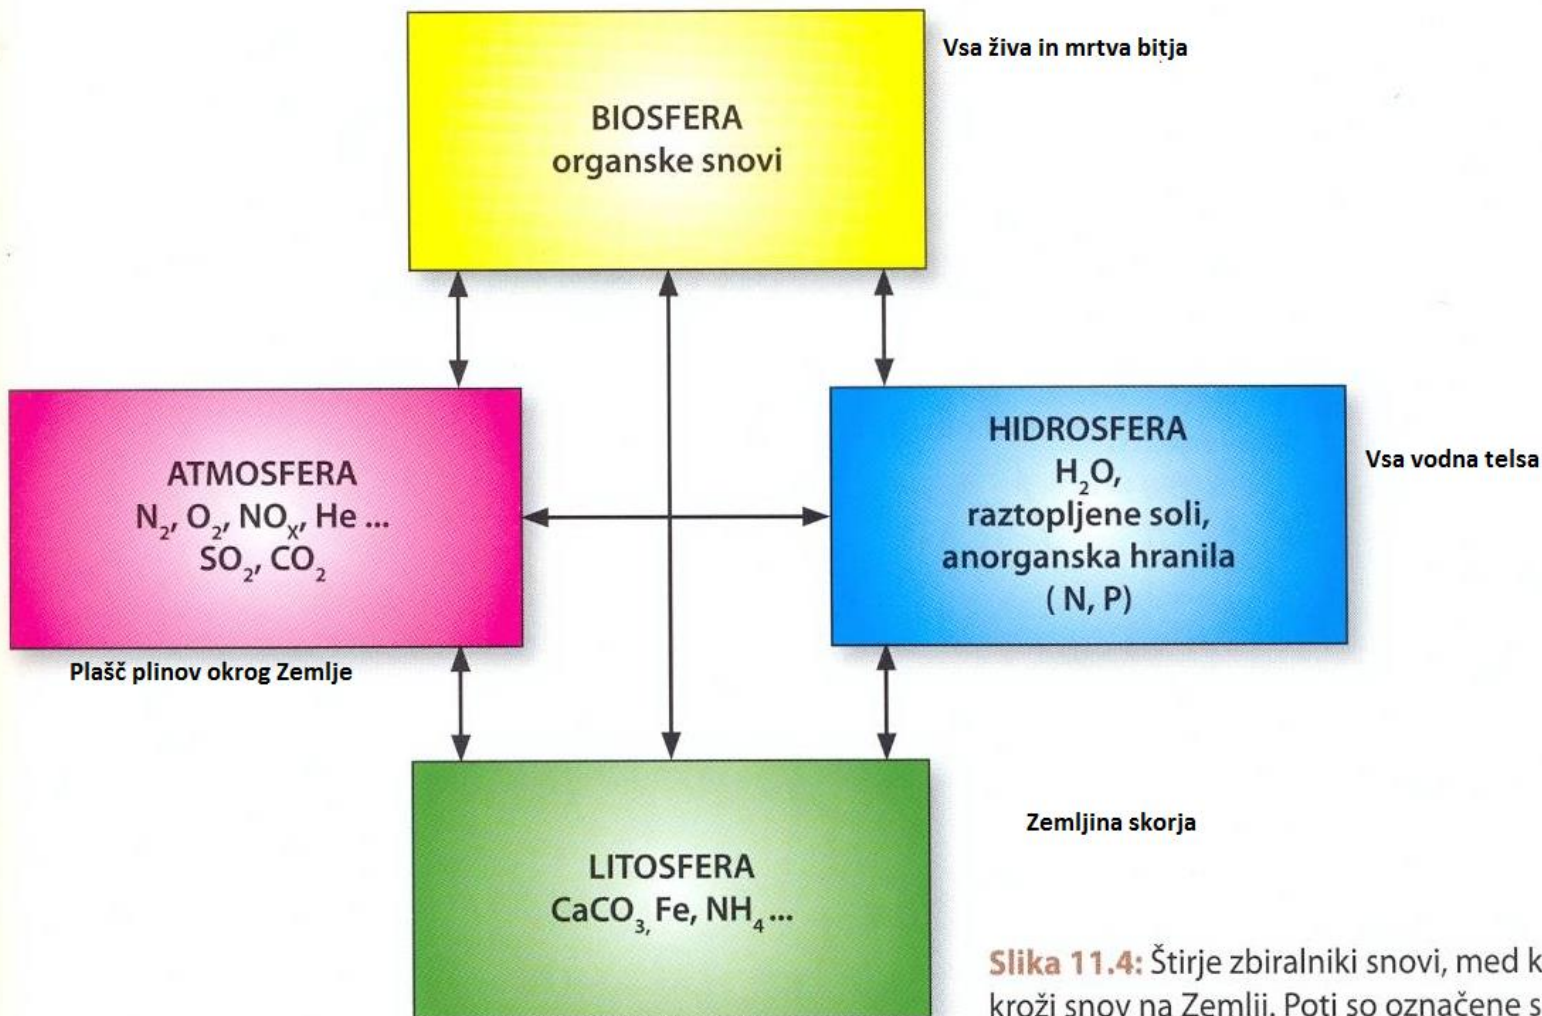 Vsa živa in mrtva bitja
BIOSFERA
organske snovi
ATMOSFERA
N₂, O₂, NOₓ, He ...
SO₂, CO₂
Plašč plinov okrog Zemlje
HIDROSFERA
H₂O,
raztopljene soli,
anorganska hranila
( N, P)
Vsa vodna telsa
Zemljina skorja
LITOSFERA
CaCO₃, Fe, NH₄ ...
Slika 11.4: Štirje zbiralniki snovi, med
kroži snov na Zemlji. Poti so označene